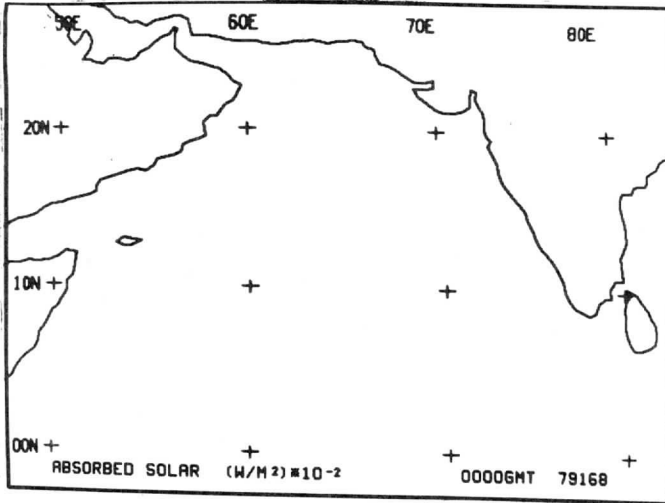 50E 60E 70E 80E
20N
10N
00N
ABSORBED SOLAR (W/M²)*10⁻² 0000GMT 79168